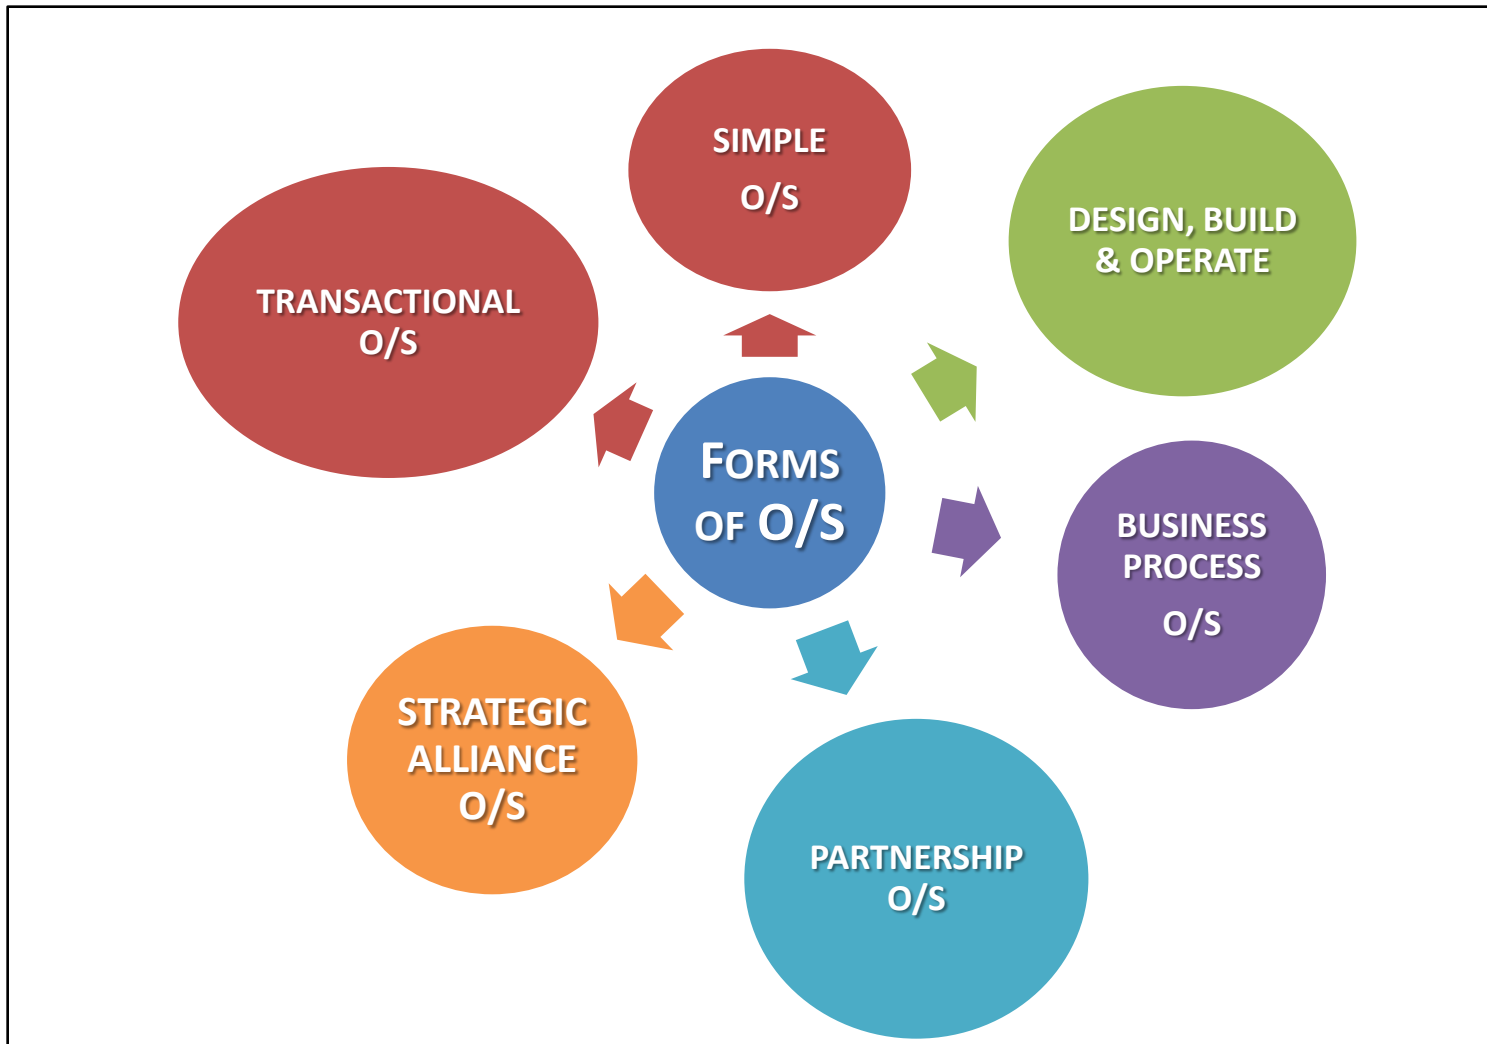 SIMPLE
O/S
DESIGN, BUILD
& OPERATE
TRANSACTIONAL
O/S
FORMS
OF O/S
BUSINESS
PROCESS
O/S
STRATEGIC
ALLIANCE
O/S
PARTNERSHIP
O/S